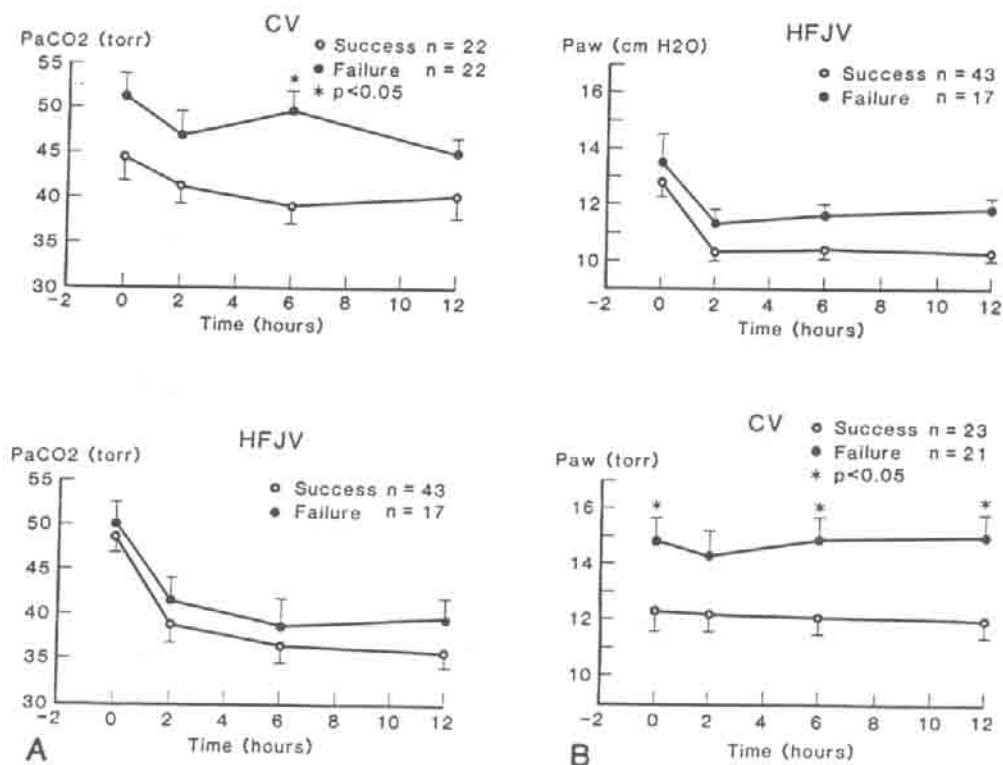 CV
PaCO2 (torr)
Success n = 22
Failure n = 22
* p<0.05
*
55
50
45
40
35
30
-2 0 2 4 6 8 10 12
Time (hours)
HFJV
Paw (cm H2O)
Success n = 43
Failure n = 17
16
14
12
10
-2 0 2 4 6 8 10 12
Time (hours)
HFJV
PaCO2 (torr)
Success n = 43
Failure n = 17
55
50
45
40
35
30
-2 0 2 4 6 8 10 12
Time (hours)
A
CV
Paw (torr)
Success n = 23
Failure n = 21
* p<0.05
* * *
16
14
12
10
-2 0 2 4 6 8 10 12
Time (hours)
B